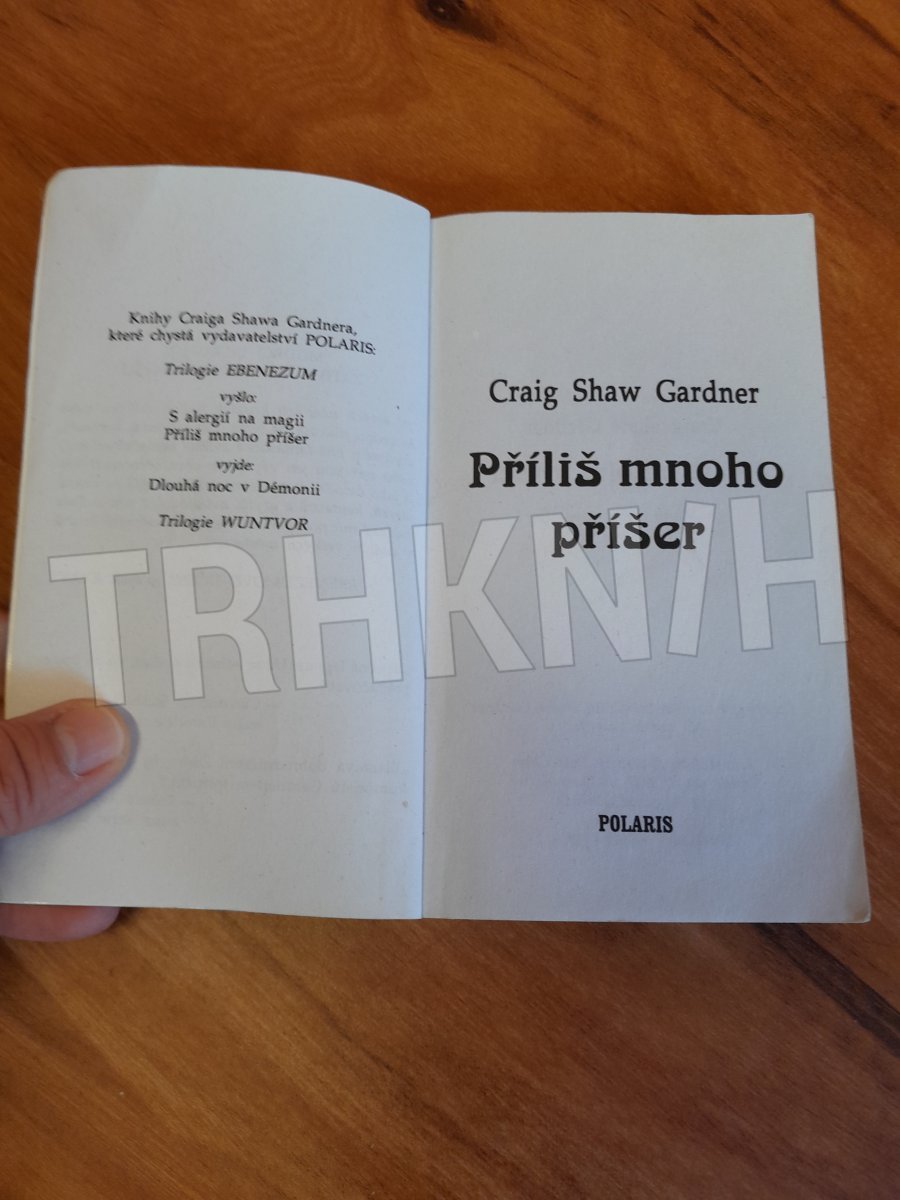 Knihy Craiga Shawa Gardnera,
které chystá vydavatelství POLARIS:
Trilogie EBENEZUM
vyšlo:
S alergií na magii
Příliš mnoho příšer
vyjde:
Dlouhá noc v Démonii
Trilogie WUNTVOR
Craig Shaw Gardner
Příliš mnoho
příšer
POLARIS
TRHKNIH